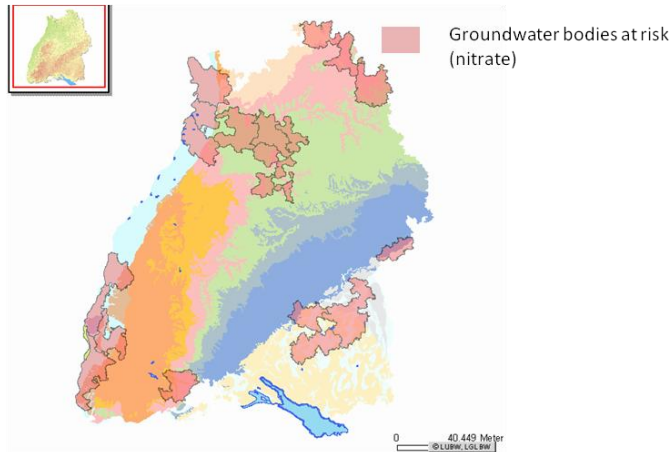 Groundwater bodies at risk
(nitrate)
0 40.449 Meter
© LUBW, LGL BW